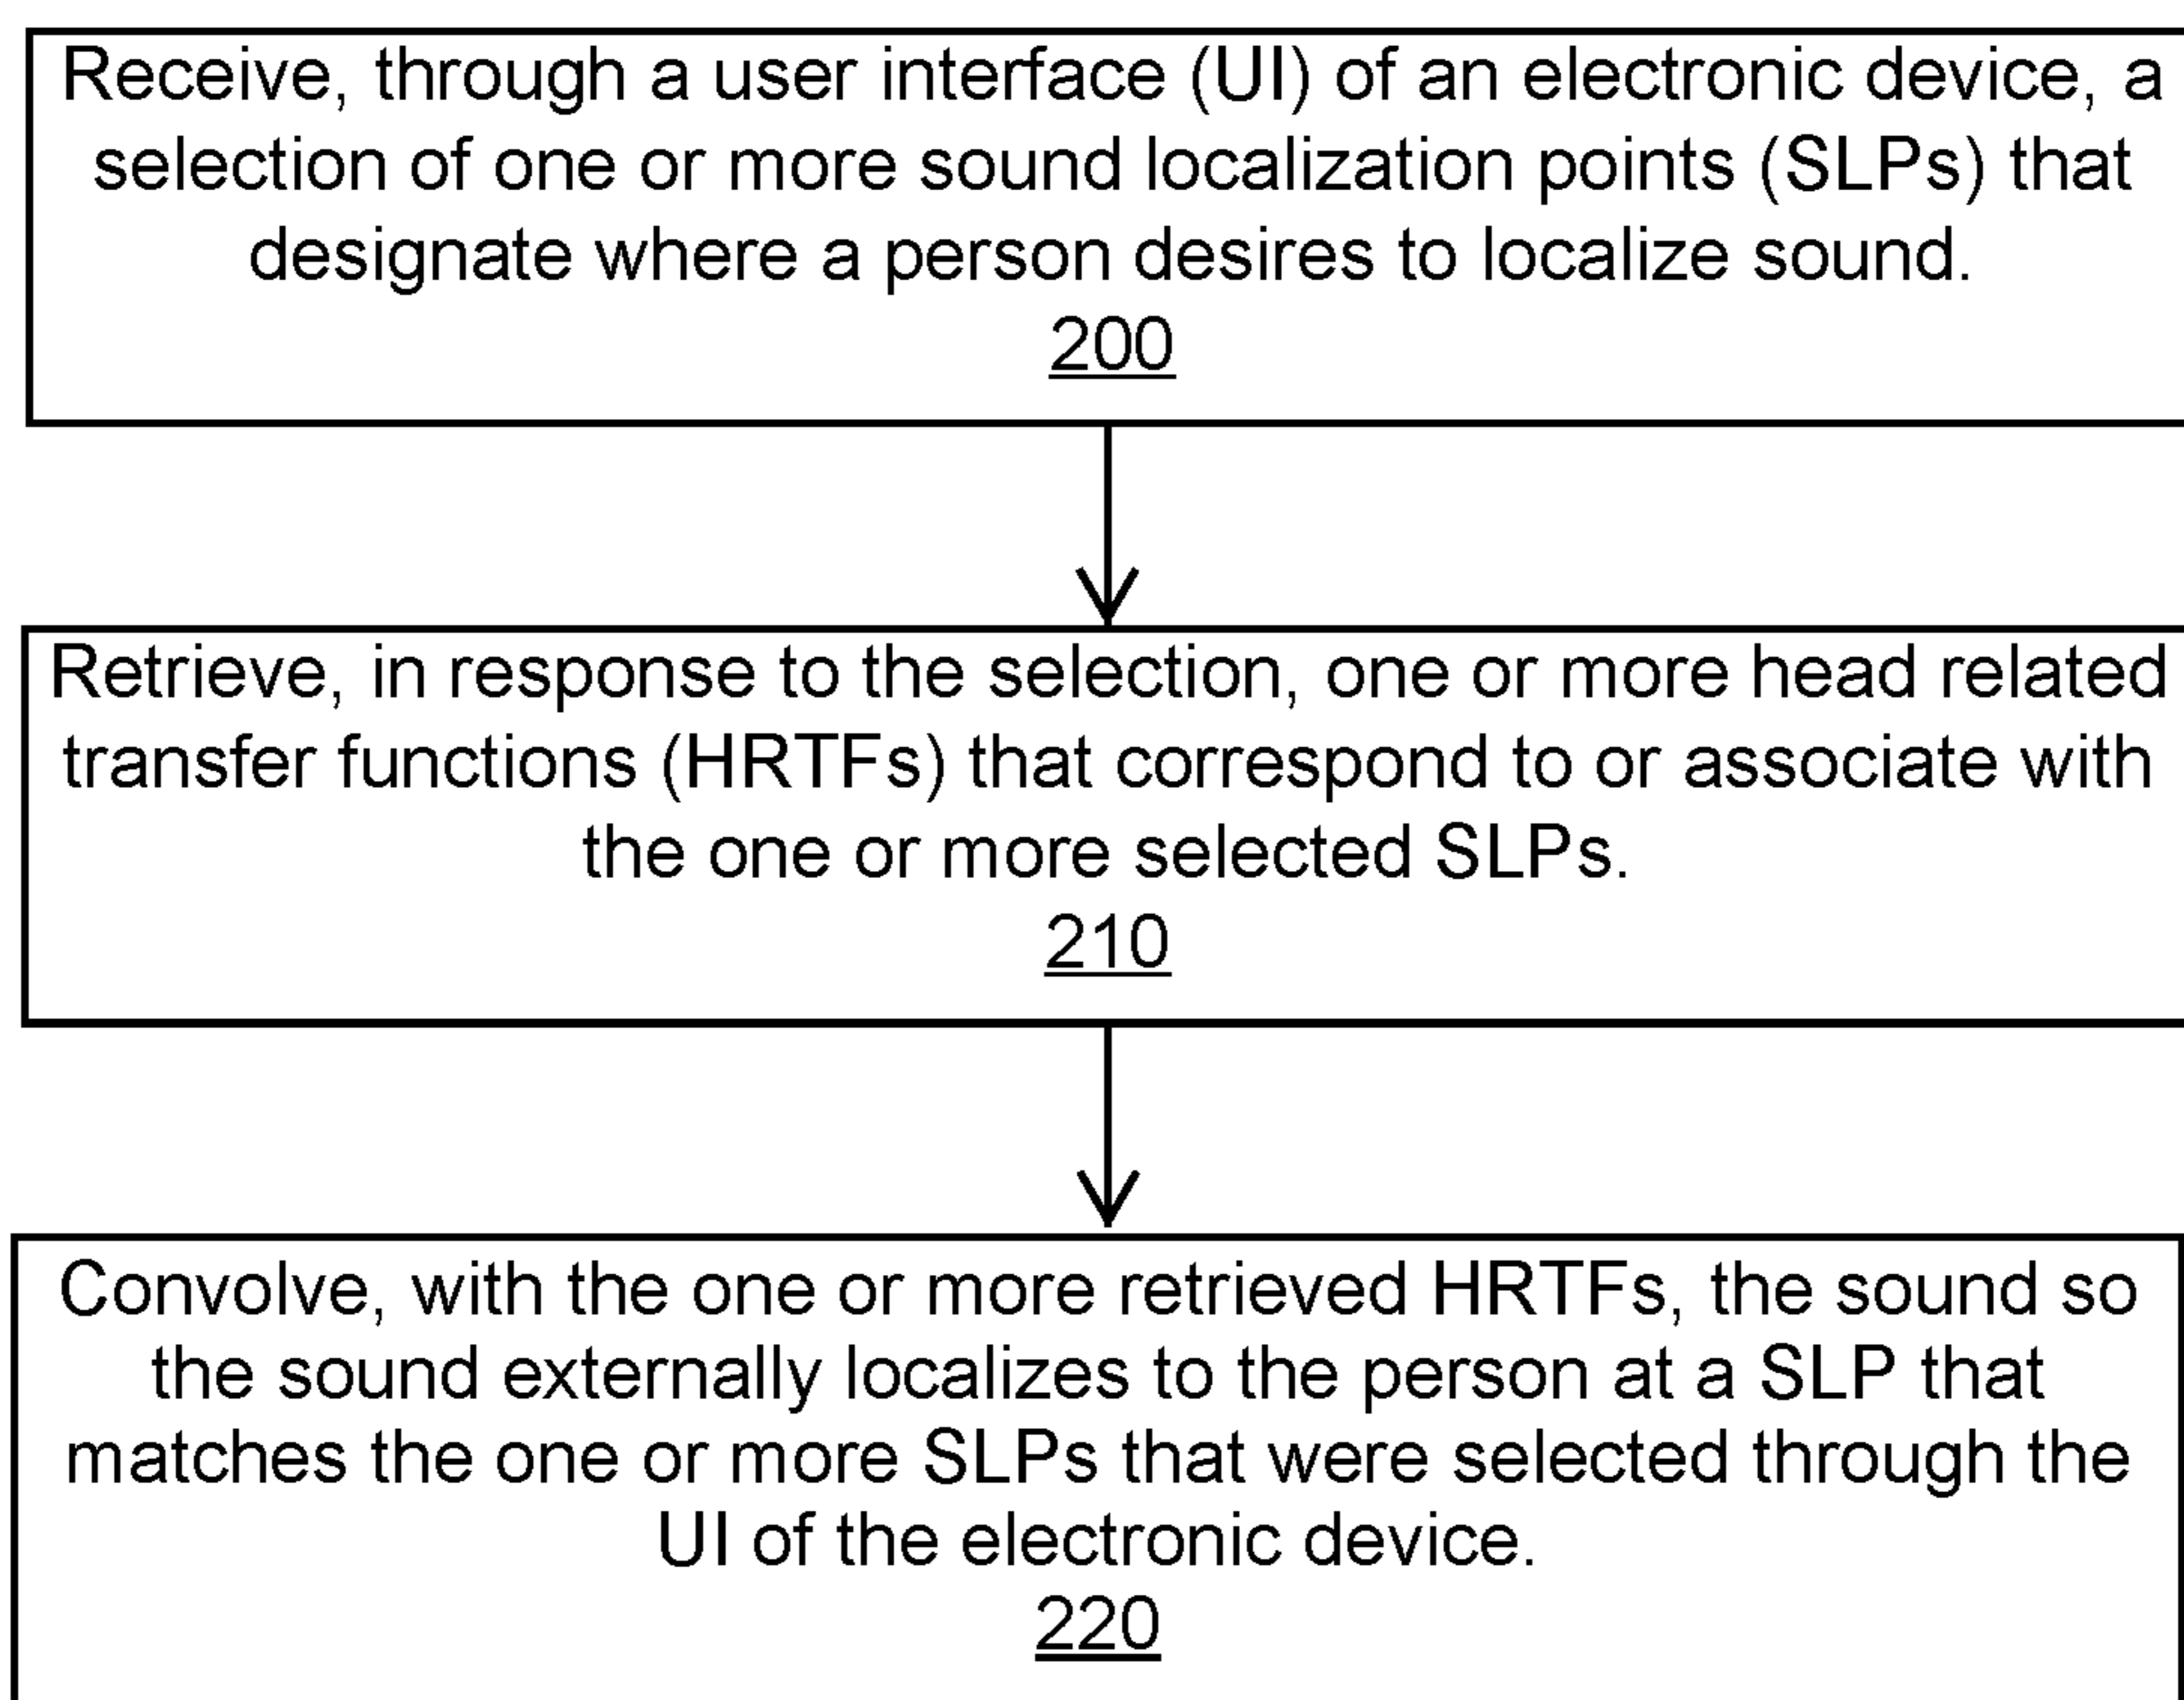 Receive, through a user interface (UI) of an electronic device, a
selection of one or more sound localization points (SLPs) that
designate where a person desires to localize sound.
200
Retrieve, in response to the selection, one or more head related
transfer functions (HRTFs) that correspond to or associate with
the one or more selected SLPs.
210
Convolve, with the one or more retrieved HRTFs, the sound so
the sound externally localizes to the person at a SLP that
matches the one or more SLPs that were selected through the
UI of the electronic device.
220